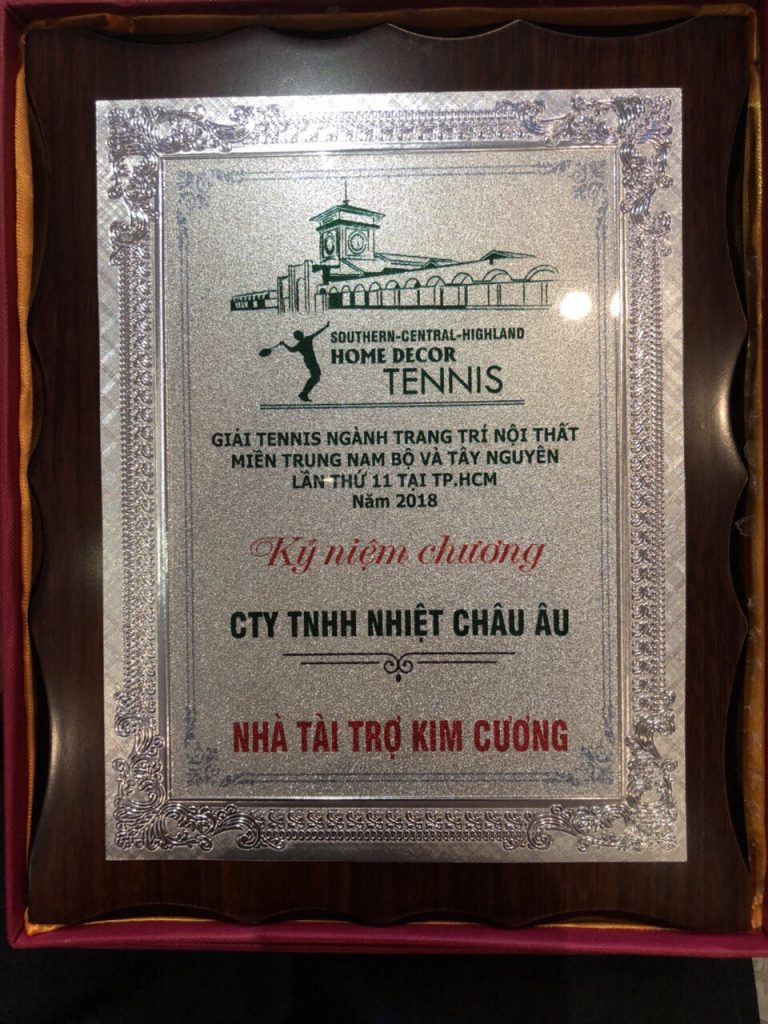 SOUTHERN-CENTRAL-HIGHLAND
HOME DECOR
TENNIS
GIẢI TENNIS NGÀNH TRANG TRÍ NỘI THẤT
MIỀN TRUNG NAM BỘ VÀ TÂY NGUYÊN
LẦN THỨ 11 TẠI TP.HCM
Năm 2018
Kỷ niệm chương
CTY TNHH NHIỆT CHÂU ÂU
NHÀ TÀI TRỢ KIM CƯƠNG